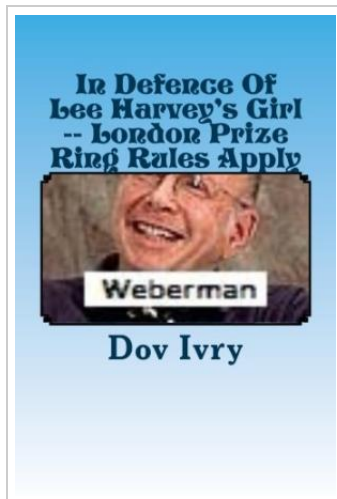 In Defence Of
Lee Harvey's Girl
-- London Prize
Ring Rules Apply
Weberman
Dov Ivry